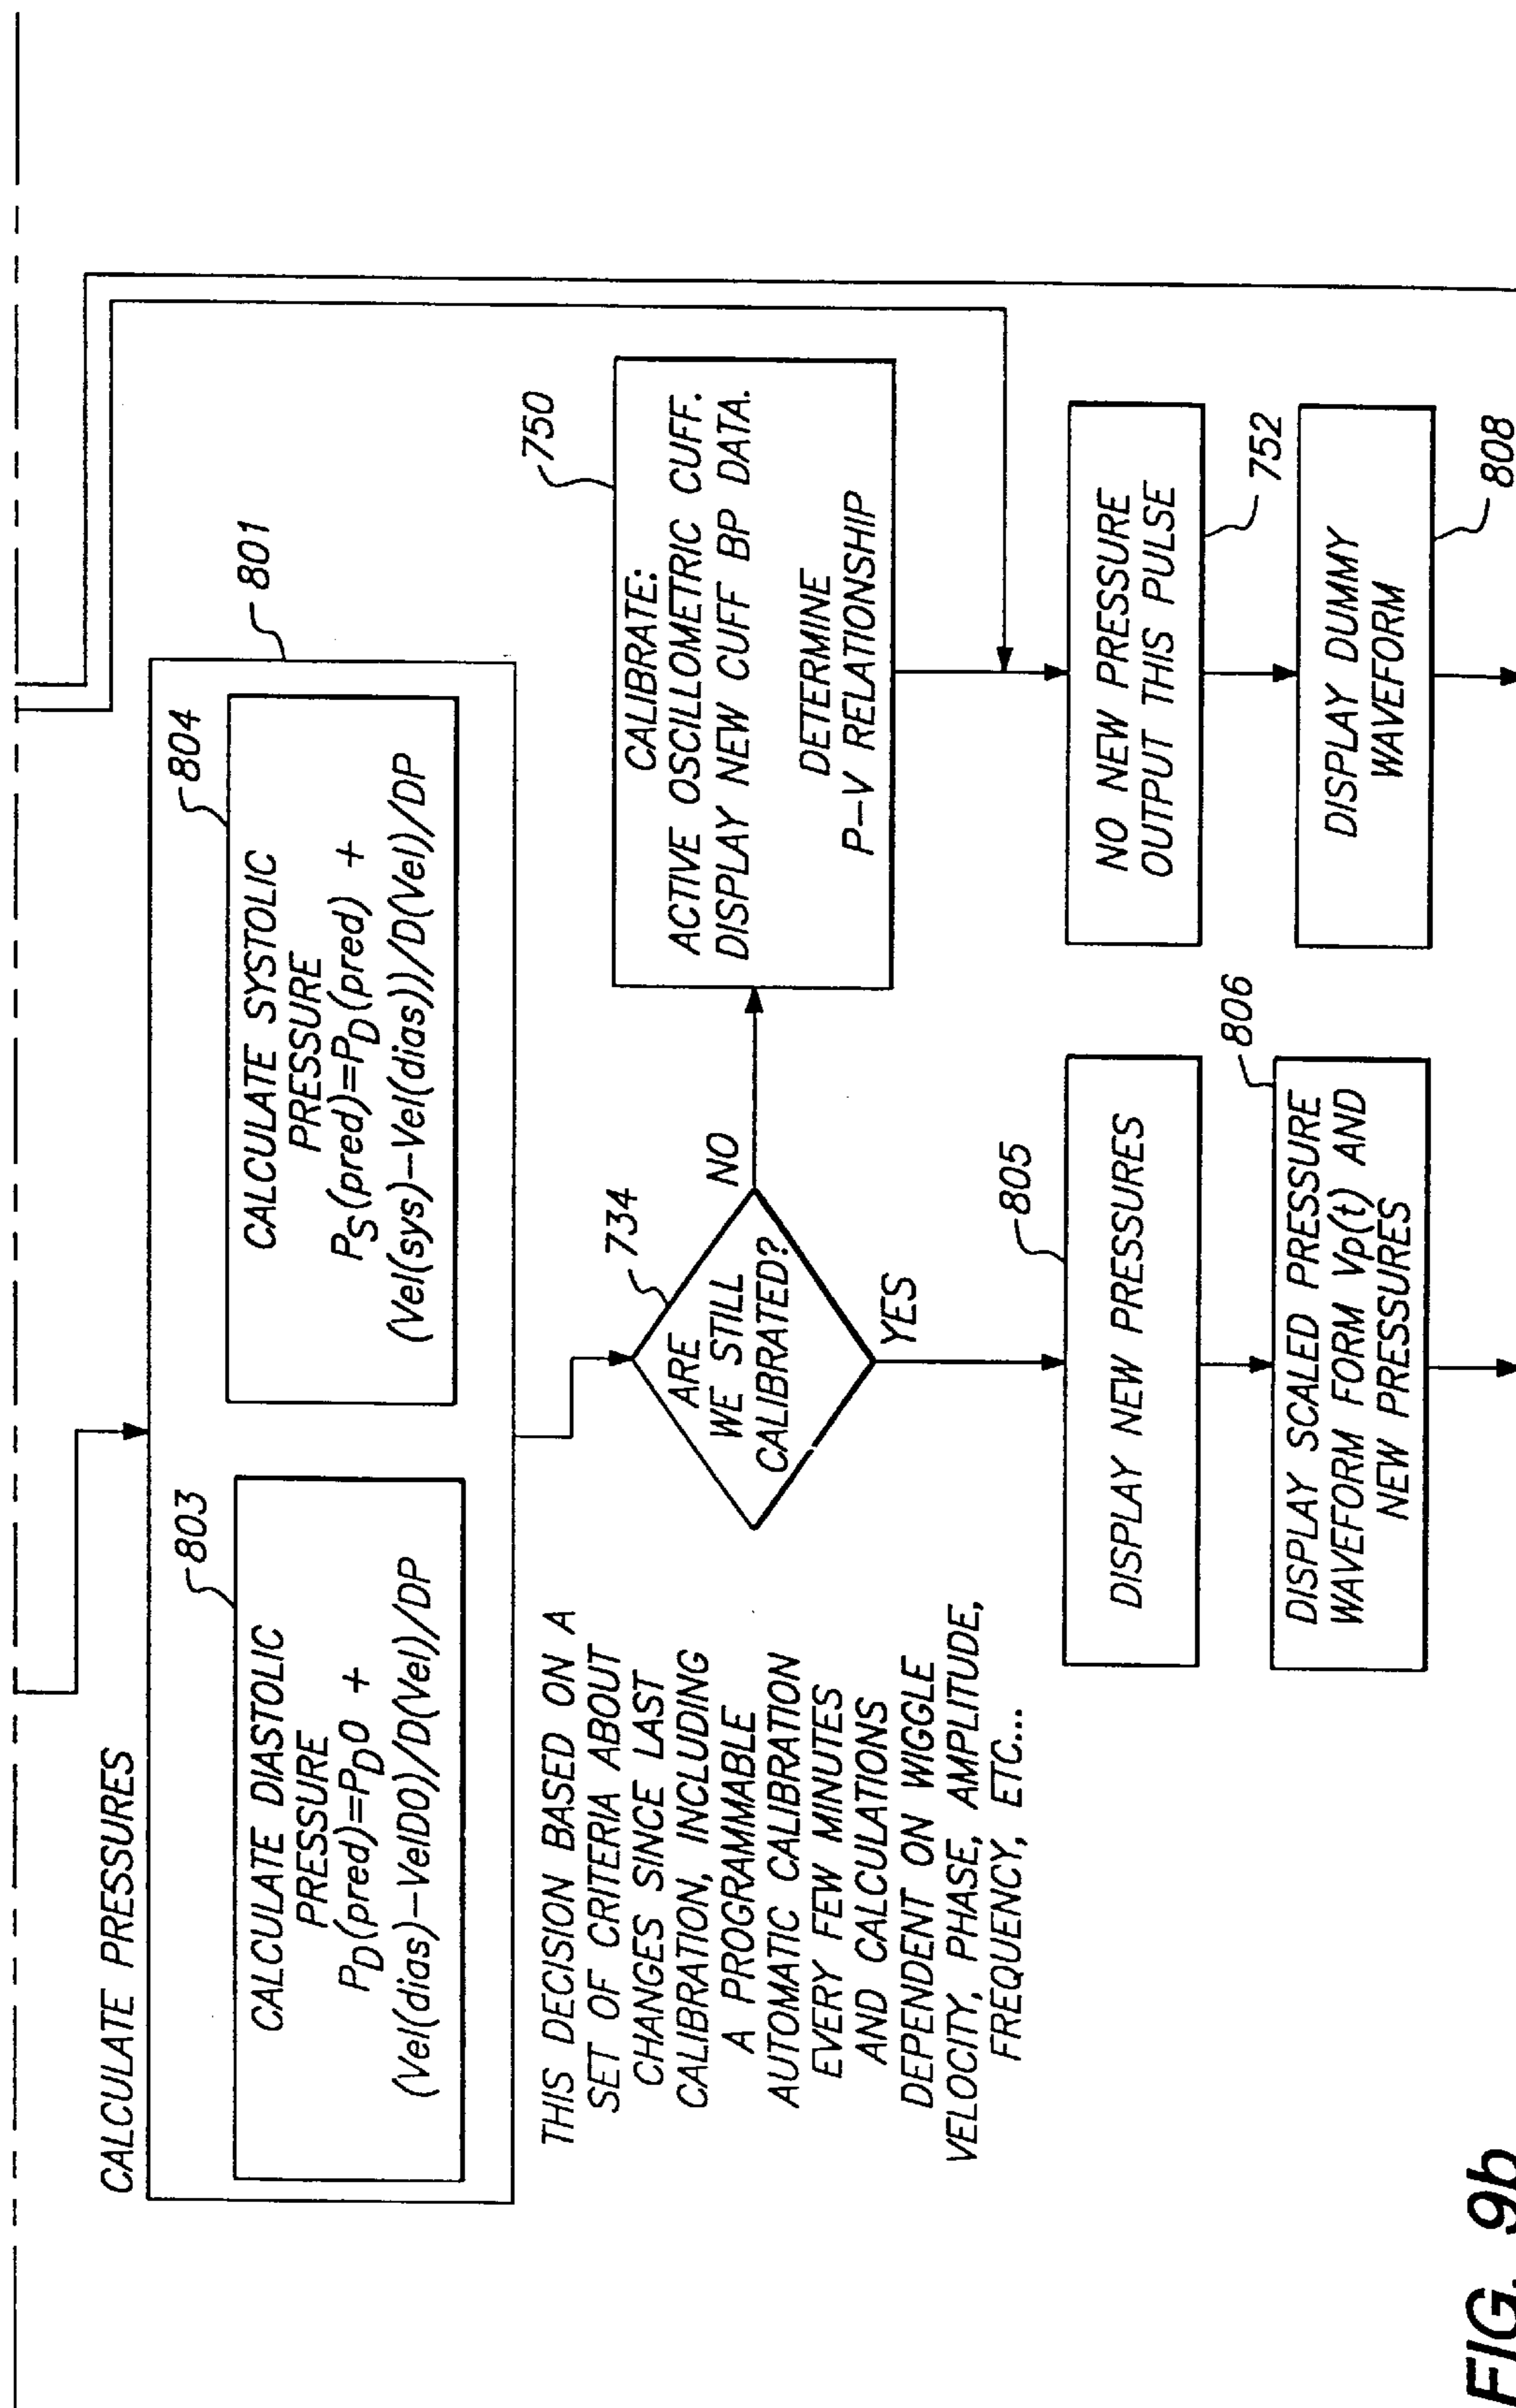 CALCULATE PRESSURES
801
803
CALCULATE DIASTOLIC
PRESSURE
PD(pred)=PD0 +
(Vel(dias)-VelD0)/D(Vel)/DP
804
CALCULATE SYSTOLIC
PRESSURE
PS(pred)=PD(pred) +
(Vel(sys)-Vel(dias))/D(Vel)/DP
THIS DECISION BASED ON A
SET OF CRITERIA ABOUT
CHANGES SINCE LAST
CALIBRATION, INCLUDING
A PROGRAMMABLE
AUTOMATIC CALIBRATION
EVERY FEW MINUTES
AND CALCULATIONS
DEPENDENT ON WIGGLE
VELOCITY, PHASE, AMPLITUDE,
FREQUENCY, ETC...
734
ARE
WE STILL
CALIBRATED?
NO
YES
750
CALIBRATE:
ACTIVE OSCILLOMETRIC CUFF.
DISPLAY NEW CUFF BP DATA.
DETERMINE
P-V RELATIONSHIP
805
DISPLAY NEW PRESSURES
806
DISPLAY SCALED PRESSURE
WAVEFORM FORM Vp(t) AND
NEW PRESSURES
NO NEW PRESSURE
OUTPUT THIS PULSE
752
DISPLAY DUMMY
WAVEFORM
808
FIG. 9b